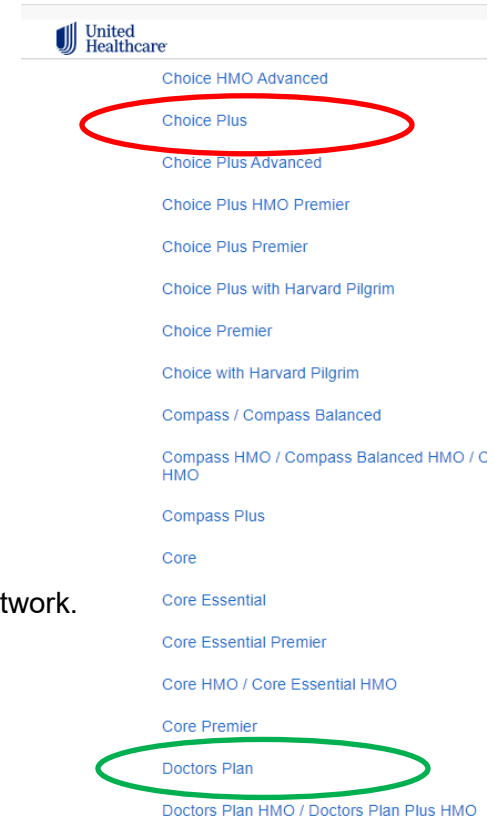 United
Healthcare
Choice HMO Advanced
Choice Plus
Choice Plus Advanced
Choice Plus HMO Premier
Choice Plus Premier
Choice Plus with Harvard Pilgrim
Choice Premier
Choice with Harvard Pilgrim
Compass / Compass Balanced
Compass HMO / Compass Balanced HMO / C
HMO
Compass Plus
Core
twork.
Core Essential
Core Essential Premier
Core HMO / Core Essential HMO
Core Premier
Doctors Plan
Doctors Plan HMO / Doctors Plan Plus HMO